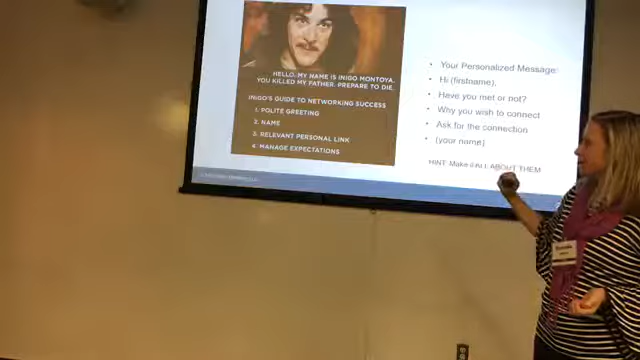 HELLO. MY NAME IS INIGO MONTOYA.
YOU KILLED MY FATHER. PREPARE TO DIE.
INIGO'S GUIDE TO NETWORKING SUCCESS
1. POLITE GREETING
2. NAME
3. RELEVANT PERSONAL LINK
4. MANAGE EXPECTATIONS
• Your Personalized Message:
• Hi (firstname),
• Have you met or not?
• Why you wish to connect
• Ask for the connection
• (your name)
HINT: Make it ALL ABOUT THEM